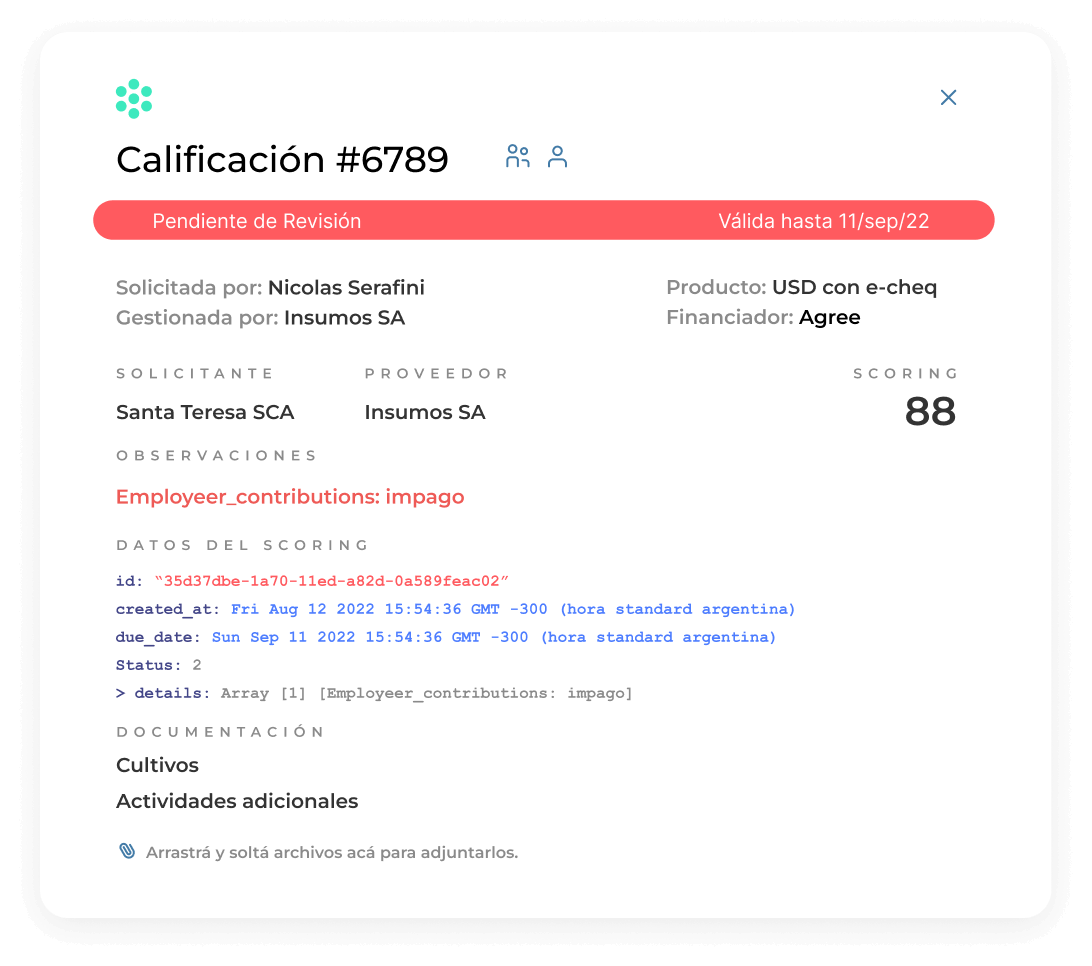 Calificación #6789
Pendiente de Revisión Válida hasta 11/sep/22
Solicitada por: Nicolas Serafini Producto: USD con e-cheq
Gestionada por: Insumos SA Financiador: Agree
SOLICITANTE PROVEEDOR SCORING
Santa Teresa SCA Insumos SA 88
OBSERVACIONES
Employeer_contributions: impago
DATOS DEL SCORING
id: “35d37dbe-1a70-11ed-a82d-0a589feac02”
created_at: Fri Aug 12 2022 15:54:36 GMT -300 (hora standard argentina)
due_date: Sun Sep 11 2022 15:54:36 GMT -300 (hora standard argentina)
Status: 2
> details: Array [1] [Employeer_contributions: impago]
DOCUMENTACIÓN
Cultivos
Actividades adicionales
Arrastrá y soltá archivos acá para adjuntarlos.